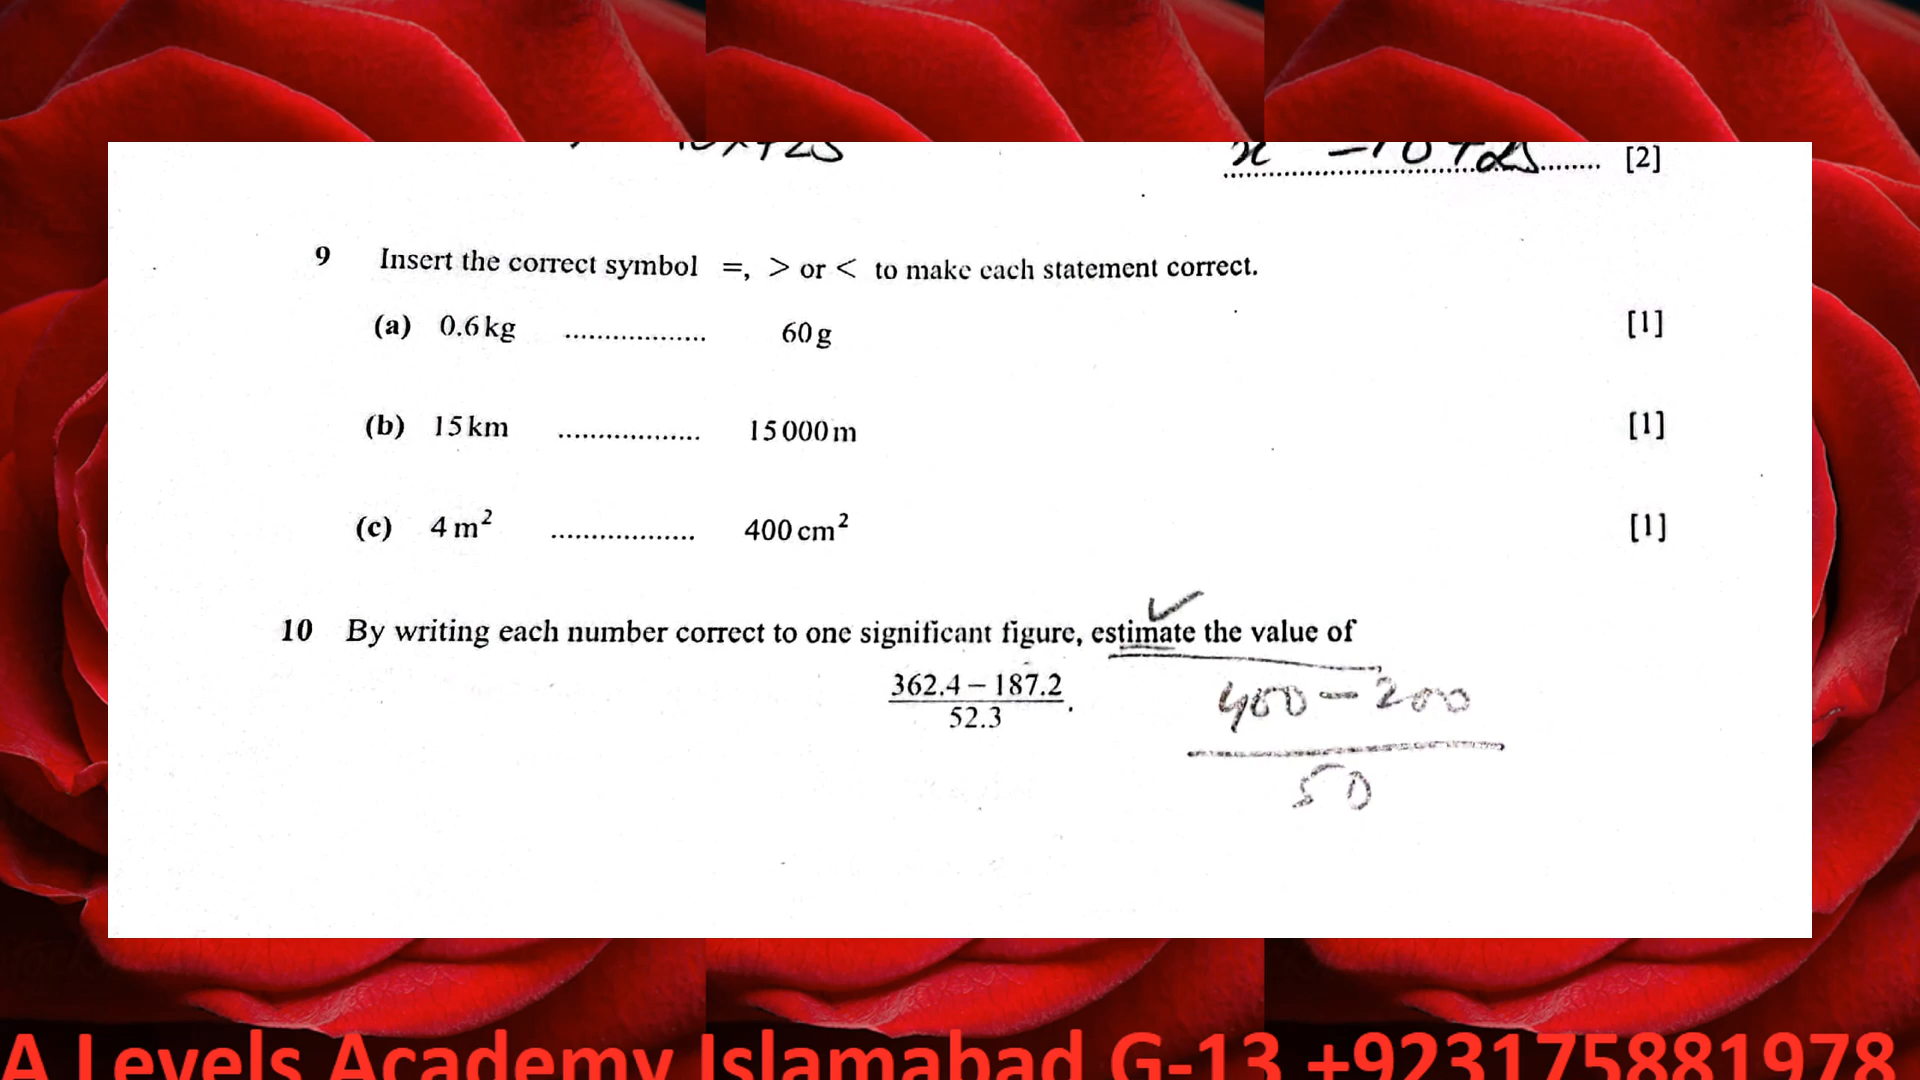 [2]
9 Insert the correct symbol =, > or < to make each statement correct.
(a) 0.6 kg .................. 60 g [1]
(b) 15 km .................. 15 000 m [1]
(c) 4 m² .................. 400 cm² [1]
10 By writing each number correct to one significant figure, estimate the value of
362.4 – 187.2
52.3 .
400 – 200
50
A Levels Academy Islamabad G-13 +923175881978